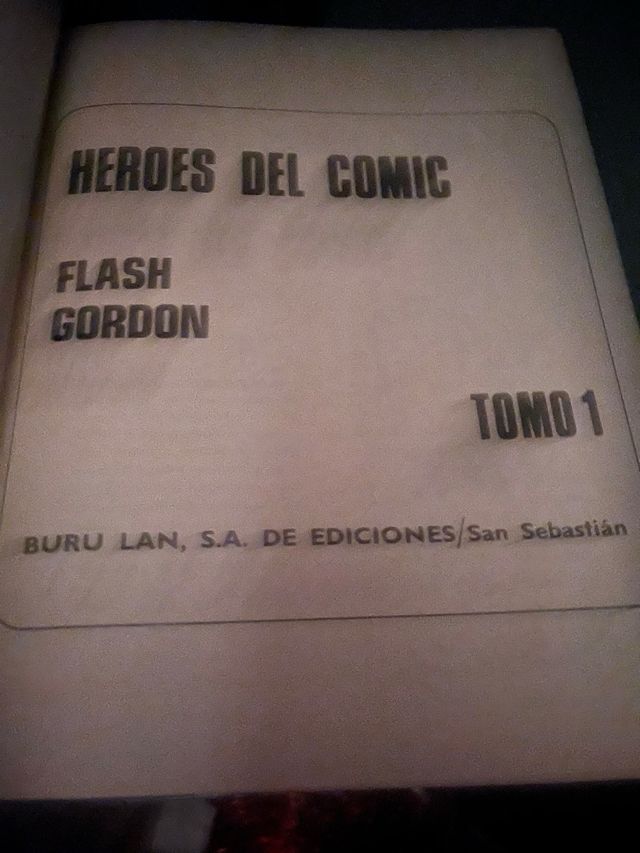 HEROES DEL COMIC
FLASH
GORDON
TOMO 1
BURU LAN, S.A. DE EDICIONES/San Sebastián